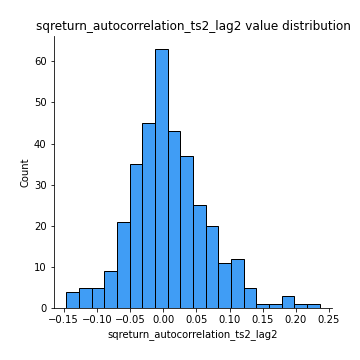 sqreturn_autocorrelation_ts2_lag2 value distribution
60
50
40
30
20
10
0
Count
−0.15 −0.10 −0.05 0.00 0.05 0.10 0.15 0.20 0.25
sqreturn_autocorrelation_ts2_lag2